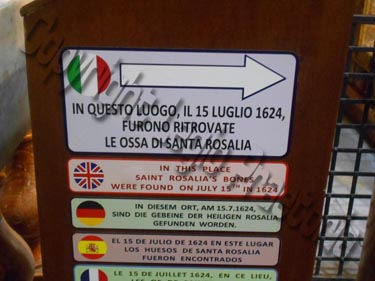 IN QUESTO LUOGO, IL 15 LUGLIO 1624,
FURONO RITROVATE
LE OSSA DI SANTA ROSALIA
IN THIS PLACE
SAINT ROSALIA'S BONES
WERE FOUND ON JULY 15TH IN 1624
IN DIESEM ORT, AM 15.7.1624,
SIND DIE GEBEINE DER HEILIGEN ROSALIA
GEFUNDEN WORDEN.
EL 15 DE JULIO DE 1624 EN ESTE LUGAR
LOS HUESOS DE SANTA ROSALIA
FUERON ENCONTRADOS
LE 15 DE JUILLET 1624, EN CE LIEU,